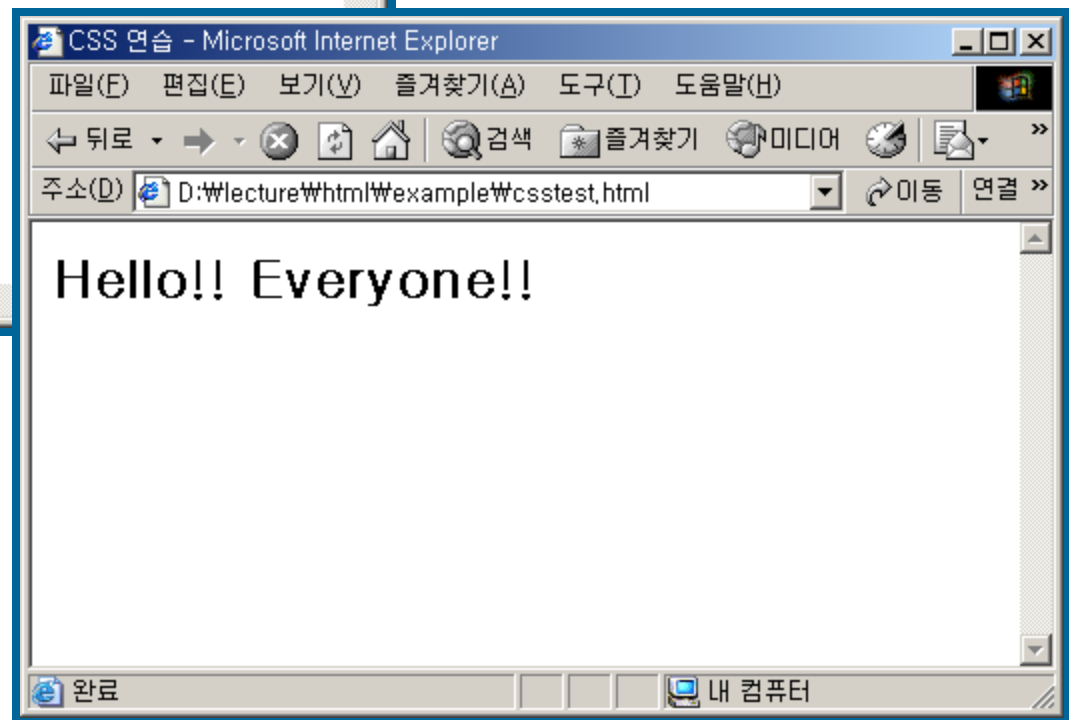 CSS 연습 - Microsoft Internet Explorer
파일(F) 편집(E) 보기(V) 즐겨찾기(A) 도구(T) 도움말(H)
뒤로 검색 즐겨찾기 미디어 »
주소(D) D:₩lecture₩html₩example₩csstest.html 이동 연결 »
Hello!! Everyone!!
완료 내 컴퓨터